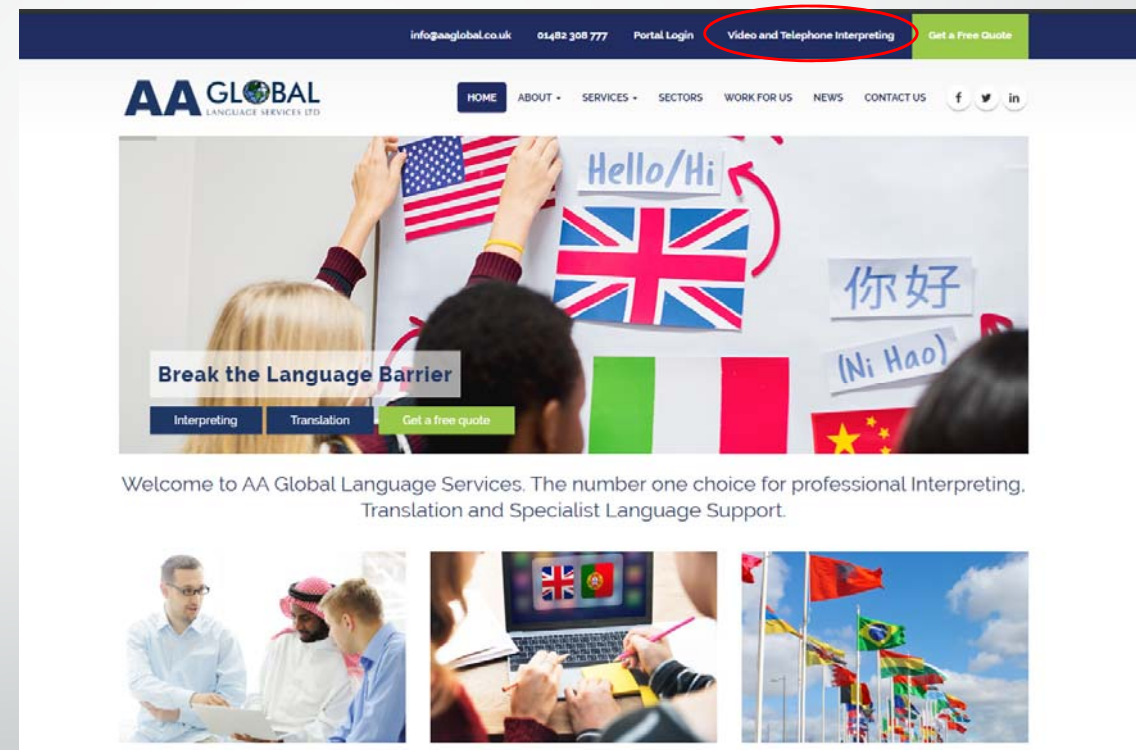 info@aaglobal.co.uk 01482 308 777 Portal Login Video and Telephone Interpreting Get a Free Quote
AA GLOBAL
LANGUAGE SERVICES LTD
HOME ABOUT SERVICES SECTORS WORK FOR US NEWS CONTACT US f in
Hello/Hi
你好
(Ni Hao)
Break the Language Barrier
Interpreting Translation Get a free quote
Welcome to AA Global Language Services. The number one choice for professional Interpreting,
Translation and Specialist Language Support.